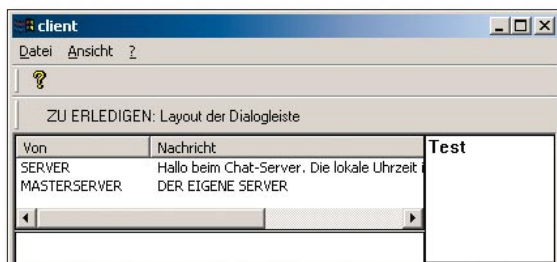 client
Datei Ansicht ?
ZU ERLEDIGEN: Layout der Dialogleiste
Von Nachricht
SERVER Hallo beim Chat-Server. Die lokale Uhrzeit i
MASTERSERVER DER EIGENE SERVER
Test